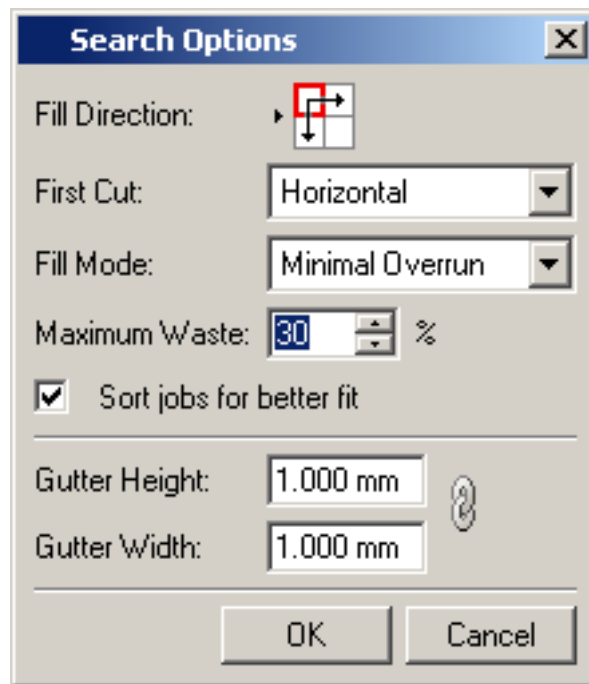 Search Options
Fill Direction:
First Cut: Horizontal
Fill Mode: Minimal Overrun
Maximum Waste: 30 %
Sort jobs for better fit
Gutter Height: 1.000 mm
Gutter Width: 1.000 mm
OK Cancel